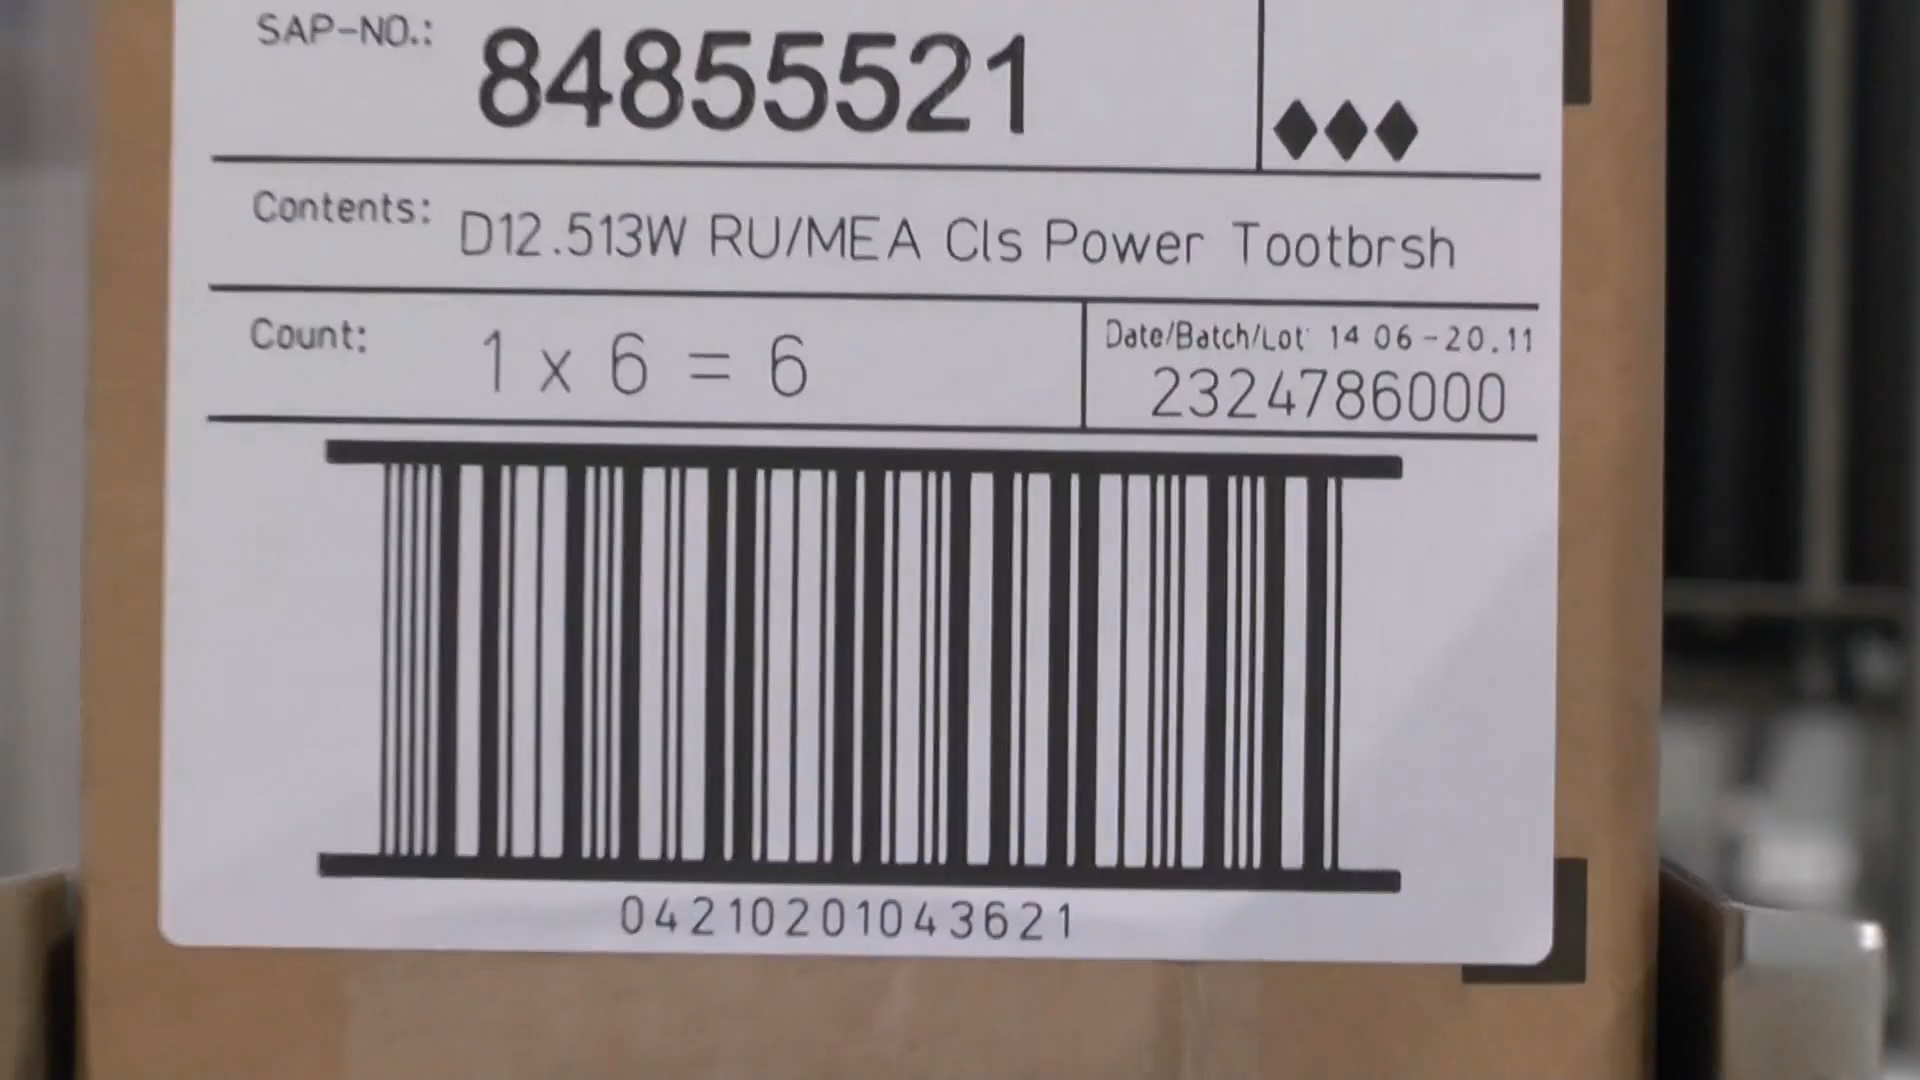 SAP-NO.: 84855521
Contents: D12.513W RU/MEA Cls Power Tootbrsh
Count: 1 x 6 = 6
Date/Batch/Lot 14 06-20.11
2324786000
04210201043621